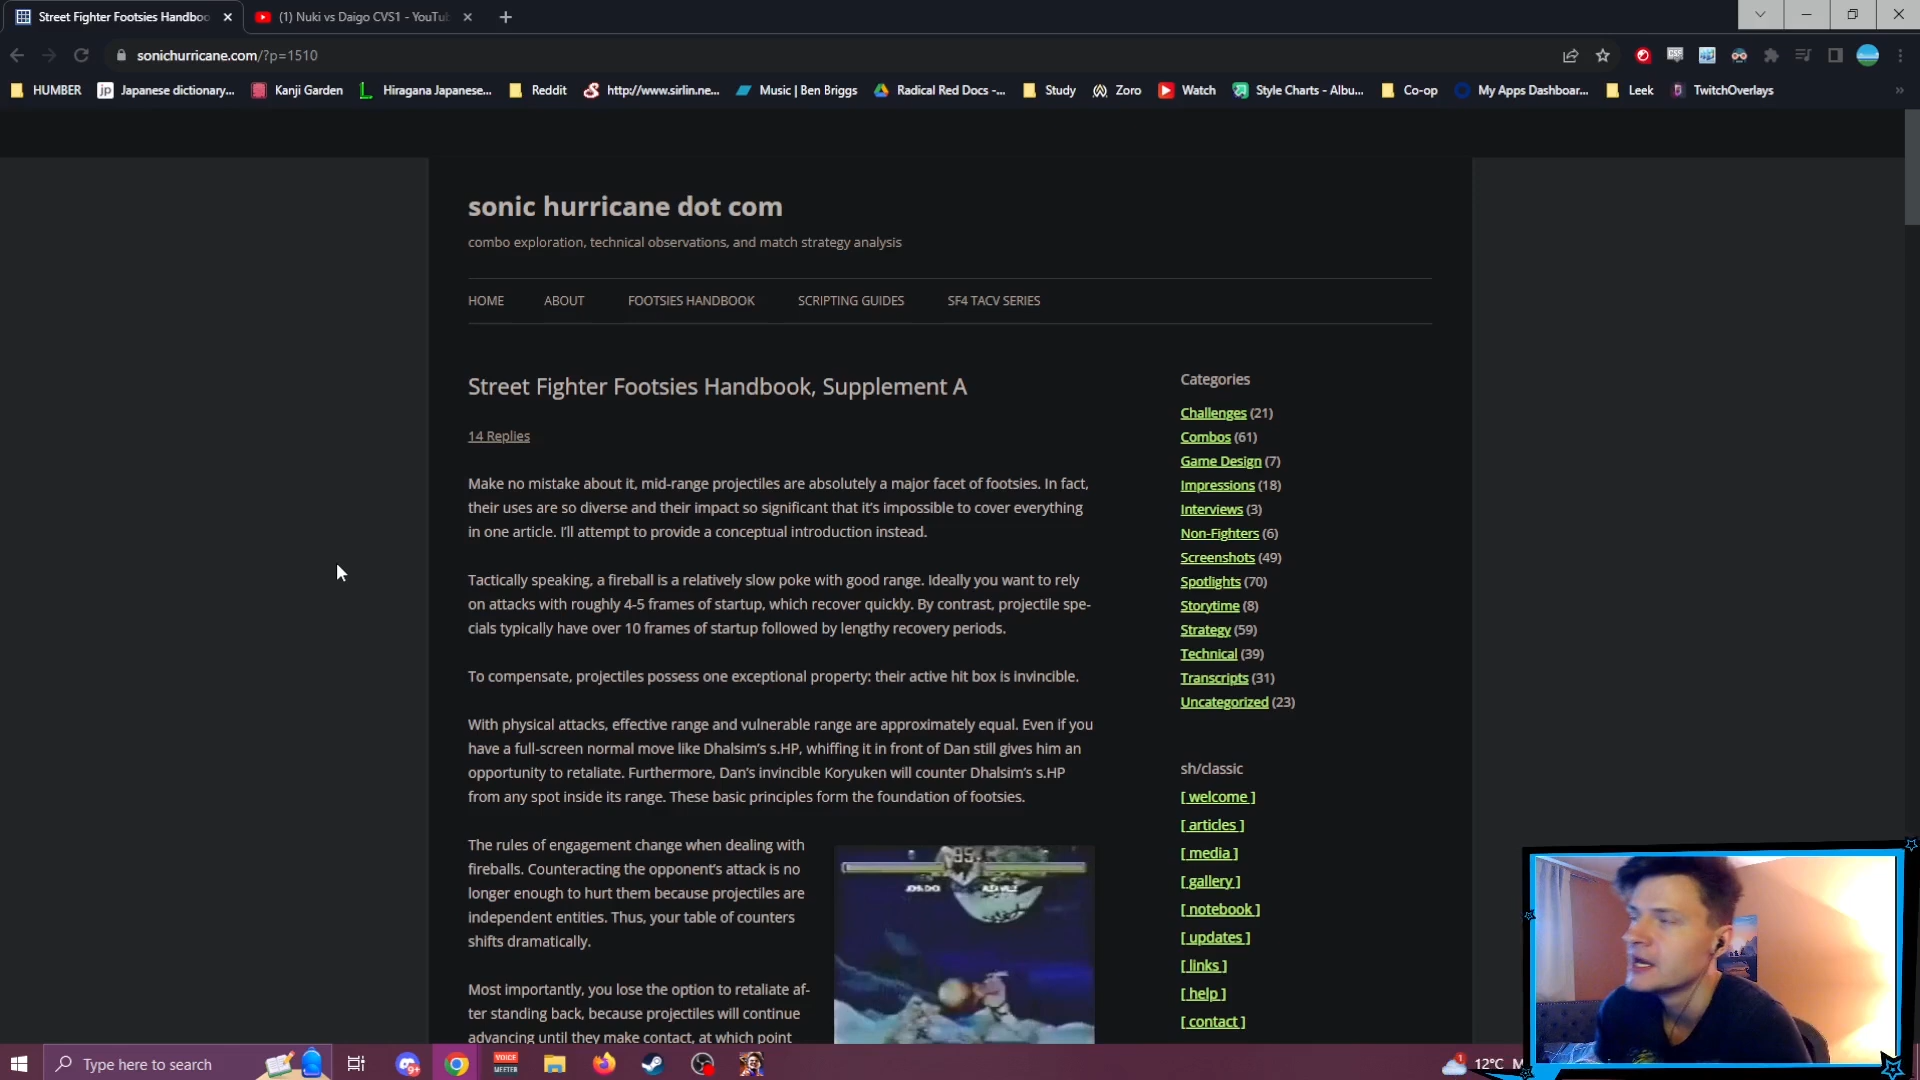 Street Fighter Footsies Handboo
(1) Nuki vs Daigo CVS1 - YouTu
sonichurricane.com/?p=1510
HUMBER
jp
Japanese dictionary...
Kanji Garden
Hiragana Japanese...
Reddit
http://www.sirlin.ne...
Music | Ben Briggs
Radical Red Docs -...
Study
Zoro
Watch
Style Charts - Albu...
Co-op
My Apps Dashboar...
Leek
TwitchOverlays
»
sonic hurricane dot com
combo exploration, technical observations, and match strategy analysis
HOME
ABOUT
FOOTSIES HANDBOOK
SCRIPTING GUIDES
SF4 TACV SERIES
Street Fighter Footsies Handbook, Supplement A
14 Replies
Make no mistake about it, mid-range projectiles are absolutely a major facet of footsies. In fact,
their uses are so diverse and their impact so significant that it's impossible to cover everything
in one article. I'll attempt to provide a conceptual introduction instead.
Tactically speaking, a fireball is a relatively slow poke with good range. Ideally you want to rely
on attacks with roughly 4-5 frames of startup, which recover quickly. By contrast, projectile spe-
cials typically have over 10 frames of startup followed by lengthy recovery periods.
To compensate, projectiles possess one exceptional property: their active hit box is invincible.
With physical attacks, effective range and vulnerable range are approximately equal. Even if you
have a full-screen normal move like Dhalsim's s.HP, whiffing it in front of Dan still gives him an
opportunity to retaliate. Furthermore, Dan's invincible Koryuken will counter Dhalsim's s.HP
from any spot inside its range. These basic principles form the foundation of footsies.
The rules of engagement change when dealing with
fireballs. Counteracting the opponent's attack is no
longer enough to hurt them because projectiles are
independent entities. Thus, your table of counters
shifts dramatically.
Most importantly, you lose the option to retaliate af-
ter standing back, because projectiles will continue
advancing until they make contact, at which point
Categories
Challenges (21)
Combos (61)
Game Design (7)
Impressions (18)
Interviews (3)
Non-Fighters (6)
Screenshots (49)
Spotlights (70)
Storytime (8)
Strategy (59)
Technical (39)
Transcripts (31)
Uncategorized (23)
sh/classic
[ welcome ]
[ articles ]
[ media ]
[ gallery ]
[ notebook ]
[ updates ]
[ links ]
[ help ]
[ contact ]
Type here to search
VOICE
MEETER
1
12°C